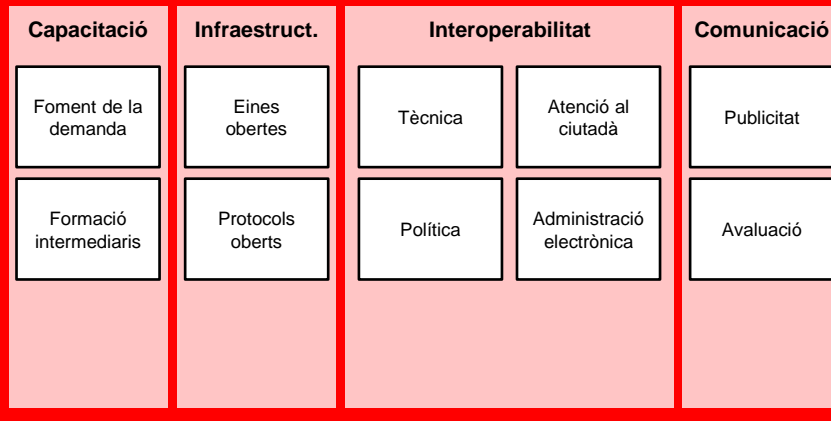 Capacitació
Infraestruct.
Interoperabilitat
Comunicació
Foment de la
demanda
Eines
obertes
Tècnica
Atenció al
ciutadà
Publicitat
Formació
intermediaris
Protocols
oberts
Política
Administració
electrònica
Avaluació